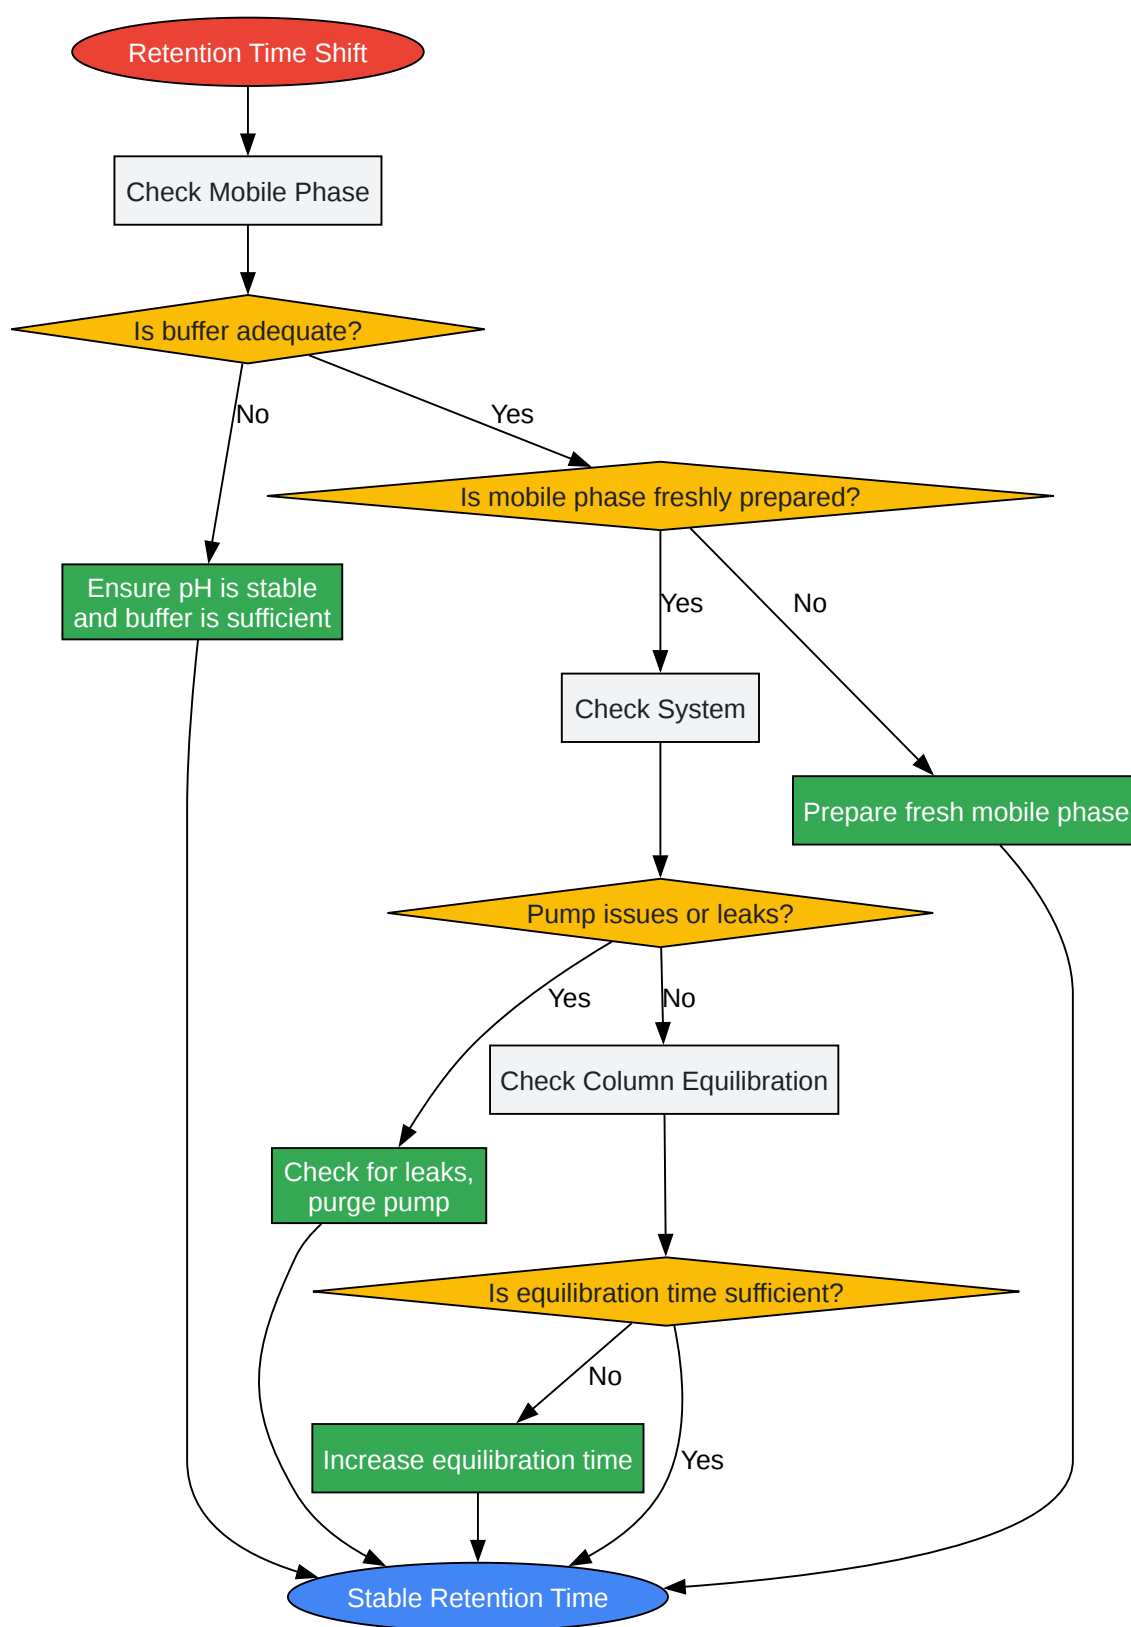 Retention Time Shift
Check Mobile Phase
Is buffer adequate?
No
Yes
Is mobile phase freshly prepared?
Ensure pH is stable
and buffer is sufficient
Yes
No
Check System
Prepare fresh mobile phase
Pump issues or leaks?
Yes
No
Check Column Equilibration
Check for leaks,
purge pump
Is equilibration time sufficient?
No
Increase equilibration time
Yes
Stable Retention Time